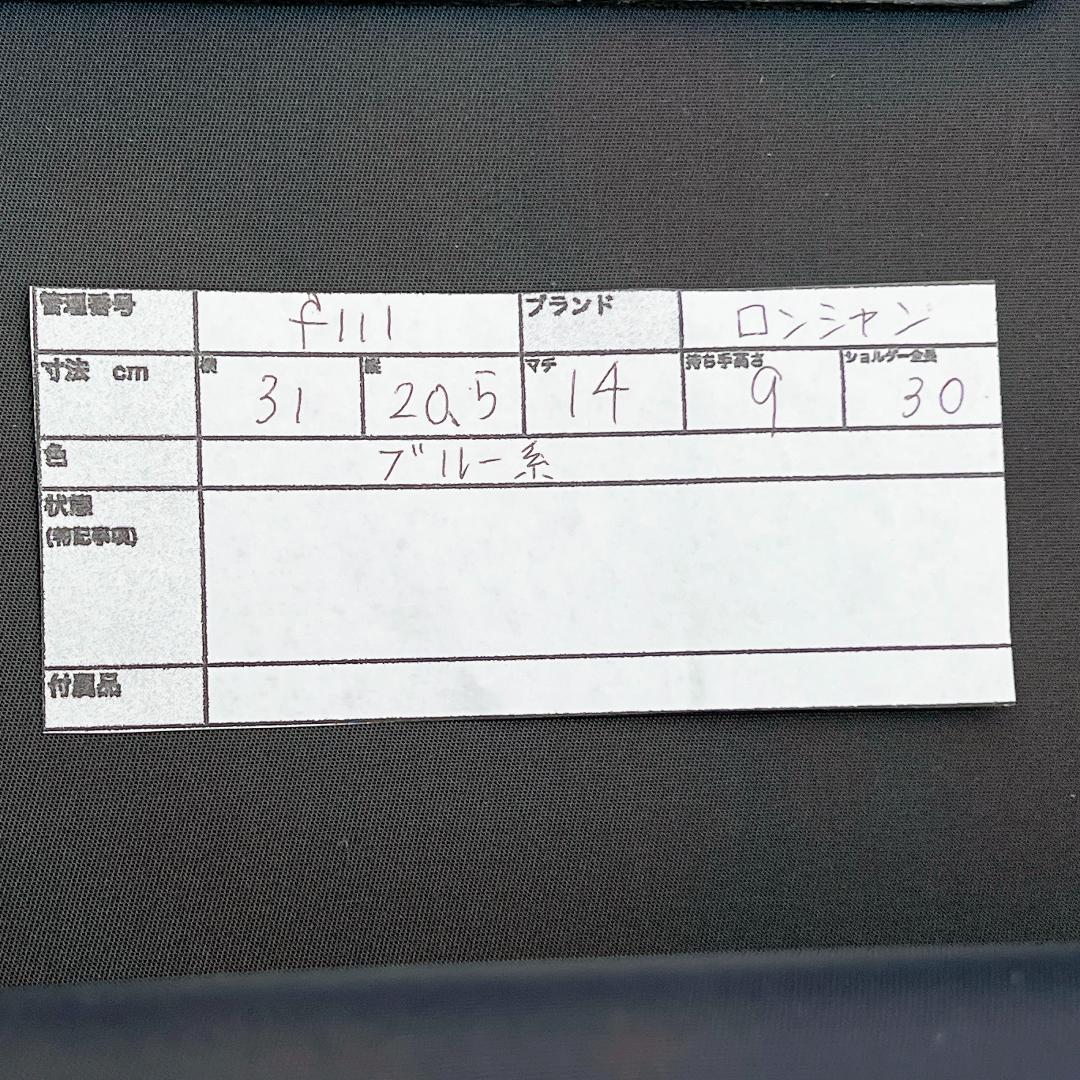 管理番号 f111 ブランド ロンシャン
寸法 cm 横 31 縦 20.5 マチ 14 持ち手高さ 9 ショルダー全長 30
色 ブルー系
状態
(特記事項)
付属品